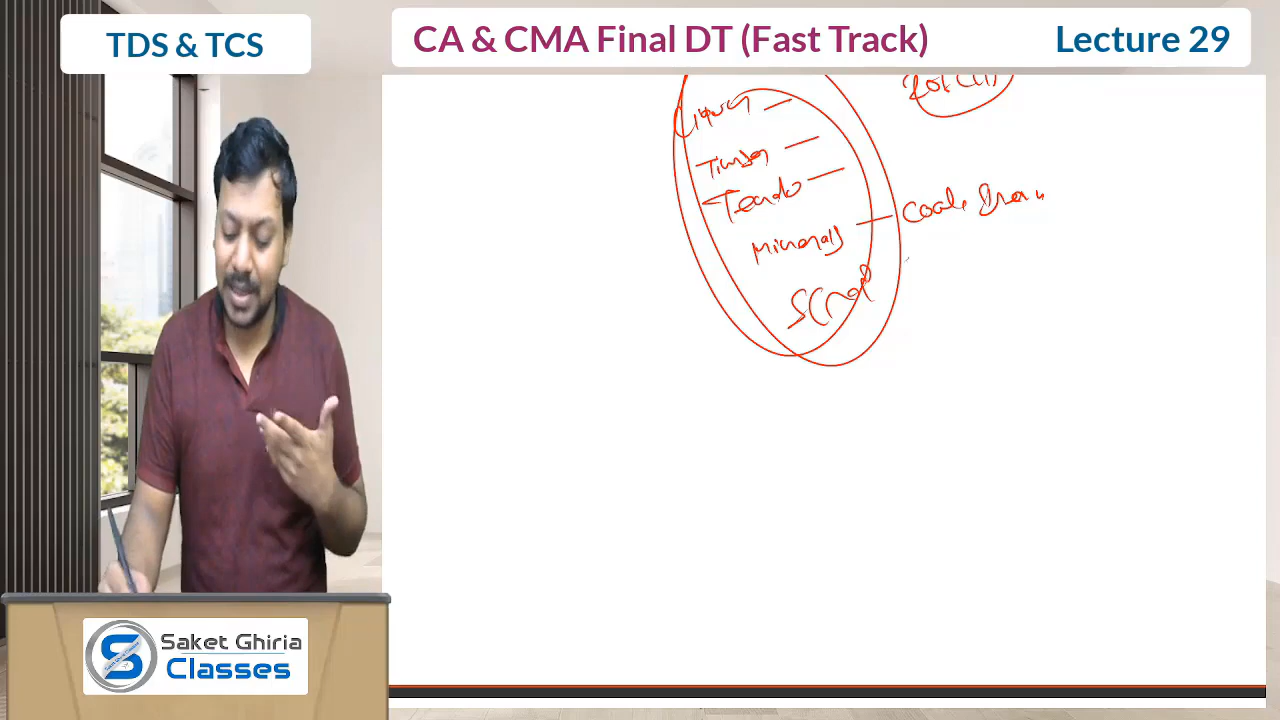 TDS & TCS
CA & CMA Final DT (Fast Track)
Lecture 29
Liquor
Timber
Tendu
Minerals — Coal,
Scrap
Saket Ghiria
Classes